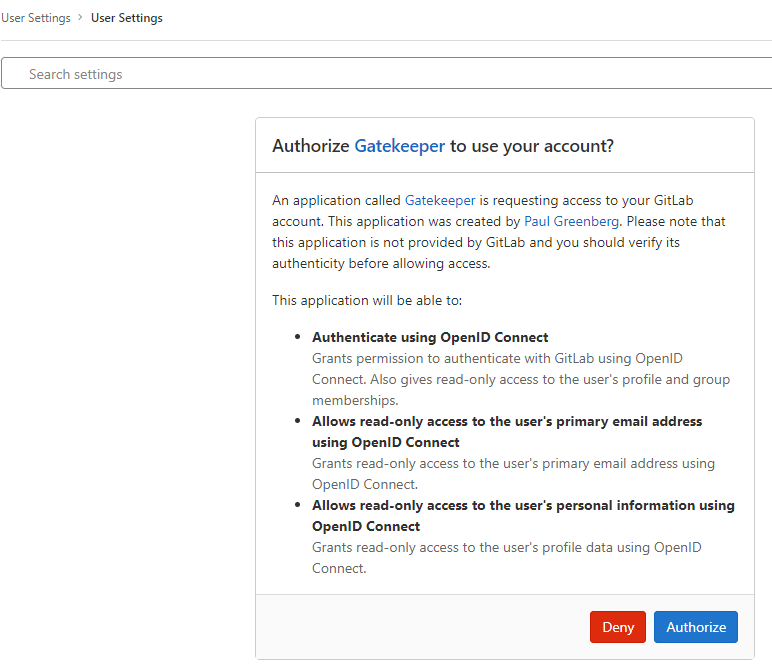 User Settings › User Settings
Search settings
Authorize Gatekeeper to use your account?
An application called Gatekeeper is requesting access to your GitLab
account. This application was created by Paul Greenberg. Please note that
this application is not provided by GitLab and you should verify its
authenticity before allowing access.
This application will be able to:
• Authenticate using OpenID Connect
Grants permission to authenticate with GitLab using OpenID
Connect. Also gives read-only access to the user's profile and group
memberships.
• Allows read-only access to the user's primary email address
using OpenID Connect
Grants read-only access to the user's primary email address using
OpenID Connect.
• Allows read-only access to the user's personal information using
OpenID Connect
Grants read-only access to the user's profile data using OpenID
Connect.
Deny Authorize